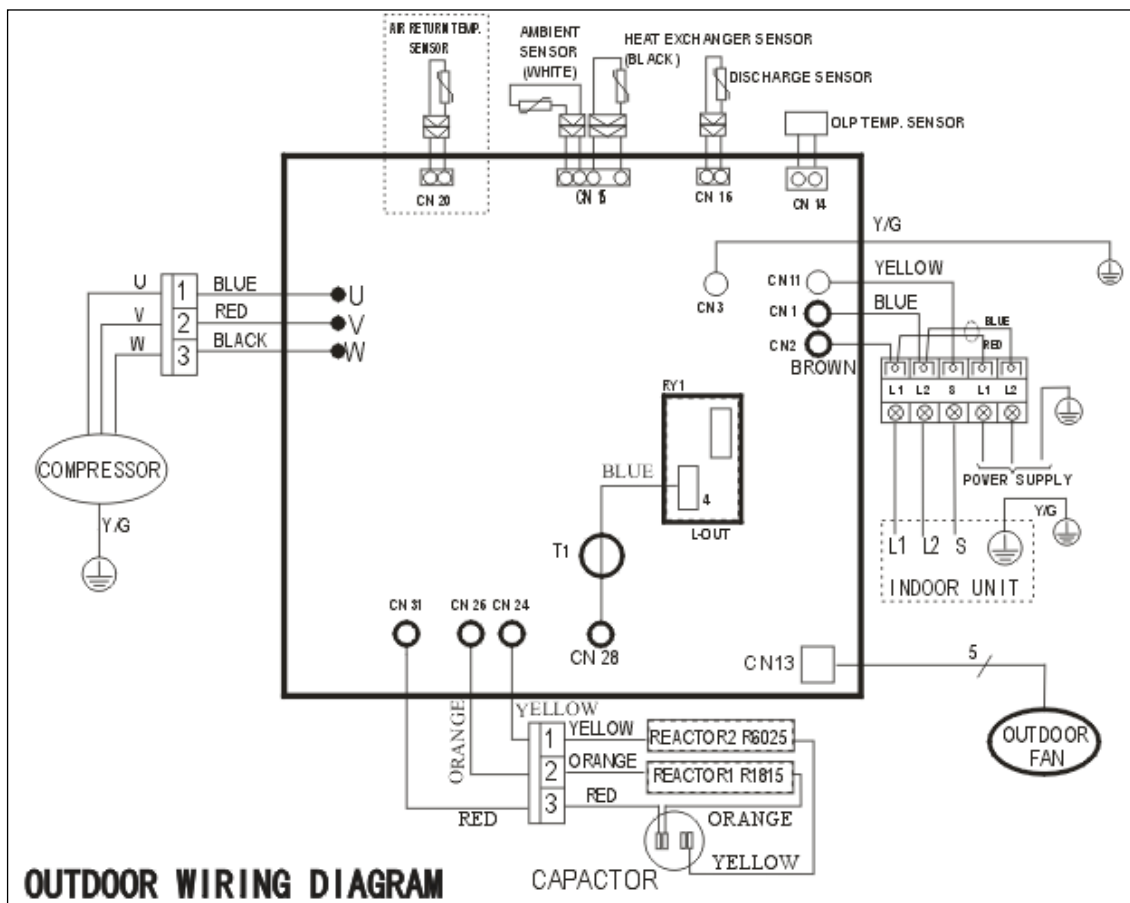 AIR RETURN TEMP.
SENSOR
AMBIENT
SENSOR
(WHITE)
HEAT EXCHANGER SENSOR
(BLACK)
DISCHARGE SENSOR
OLP TEMP. SENSOR
CN 20
CN 15
CN 16
CN 14
Y/G
CN3
CN11
YELLOW
CN 1
BLUE
BLUE
RED
CN2
BROWN
L1 L2 S L1 L2
POWER SUPPLY
Y/G
L1 L2 S
INDOOR UNIT
U 1 BLUE U
V 2 RED V
W 3 BLACK W
COMPRESSOR
Y/G
RY1
BLUE
4
L-OUT
T1
CN 31
CN 26
CN 24
CN 28
CN13
5
OUTDOOR
FAN
ORANGE
YELLOW
RED
1 YELLOW REACTOR2 R6025
2 ORANGE REACTOR1 R1815
3 RED
ORANGE
YELLOW
CAPACTOR
OUTDOOR WIRING DIAGRAM